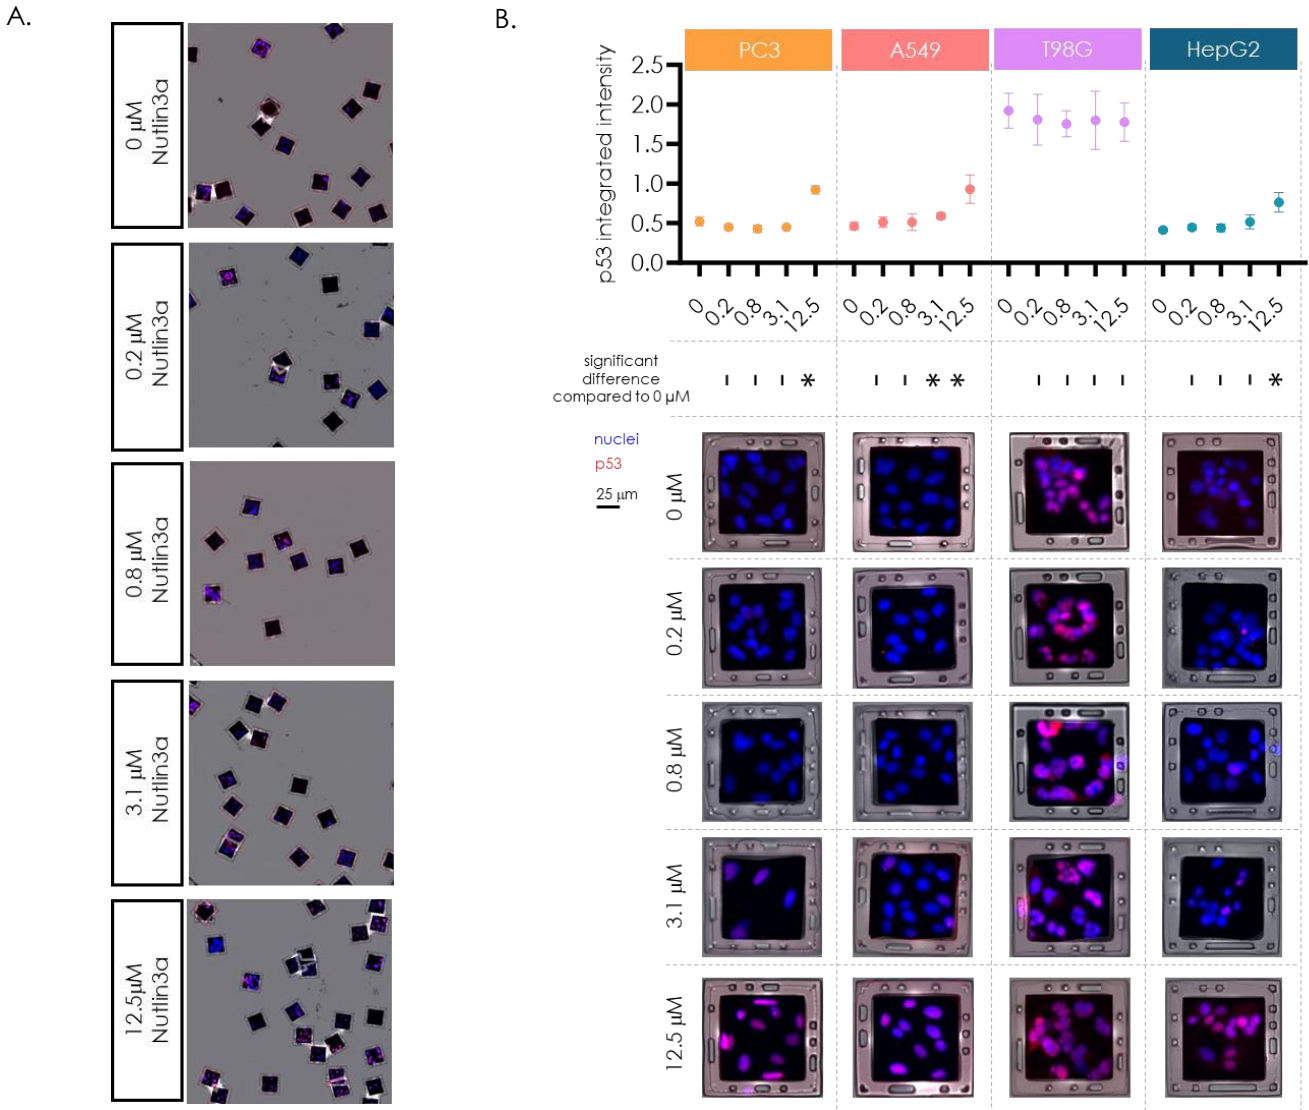 A.
0 µM
Nutlin3a
0.2 µM
Nutlin3a
0.8 µM
Nutlin3a
3.1 µM
Nutlin3a
12.5µM
Nutlin3a
B.
PC3 A549 T98G HepG2
p53 integrated intensity
2.5
2.0
1.5
1.0
0.5
0.0
0 0.2 0.8 3.1 12.5 0 0.2 0.8 3.1 12.5 0 0.2 0.8 3.1 12.5 0 0.2 0.8 3.1 12.5
significant
difference
compared to 0 µM
– – – * – – * * – – – – – – – *
nuclei
p53
25 µm
0 µM
0.2 µM
0.8 µM
3.1 µM
12.5 µM